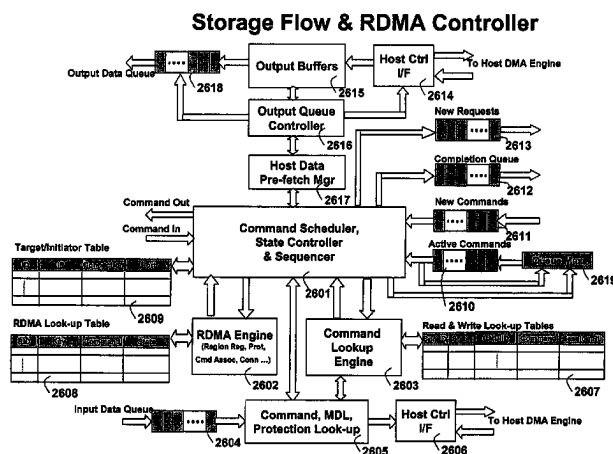 Storage Flow & RDMA Controller
Output Data Queue
2618
Output Buffers
2615
Host Ctrl
I/F
2614
To Host DMA Engine
Output Queue
Controller
2616
New Requests
2613
Host Data
Pre-fetch Mgr
2617
Completion Queue
2612
Command Out
Command In
Command Scheduler,
State Controller
& Sequencer
2601
New Commands
2611
Active Commands
2610
2619
Target/Initiator Table
2609
RDMA Look-up Table
2608
RDMA Engine
(Region Reg, Prot,
Cmd Assoc, Conn ...)
2602
Command
Lookup
Engine
2603
Read & Write Look-up Tables
2607
Input Data Queue
2604
Command, MDL,
Protection Look-up
2605
Host Ctrl
I/F
2606
To Host DMA Engine